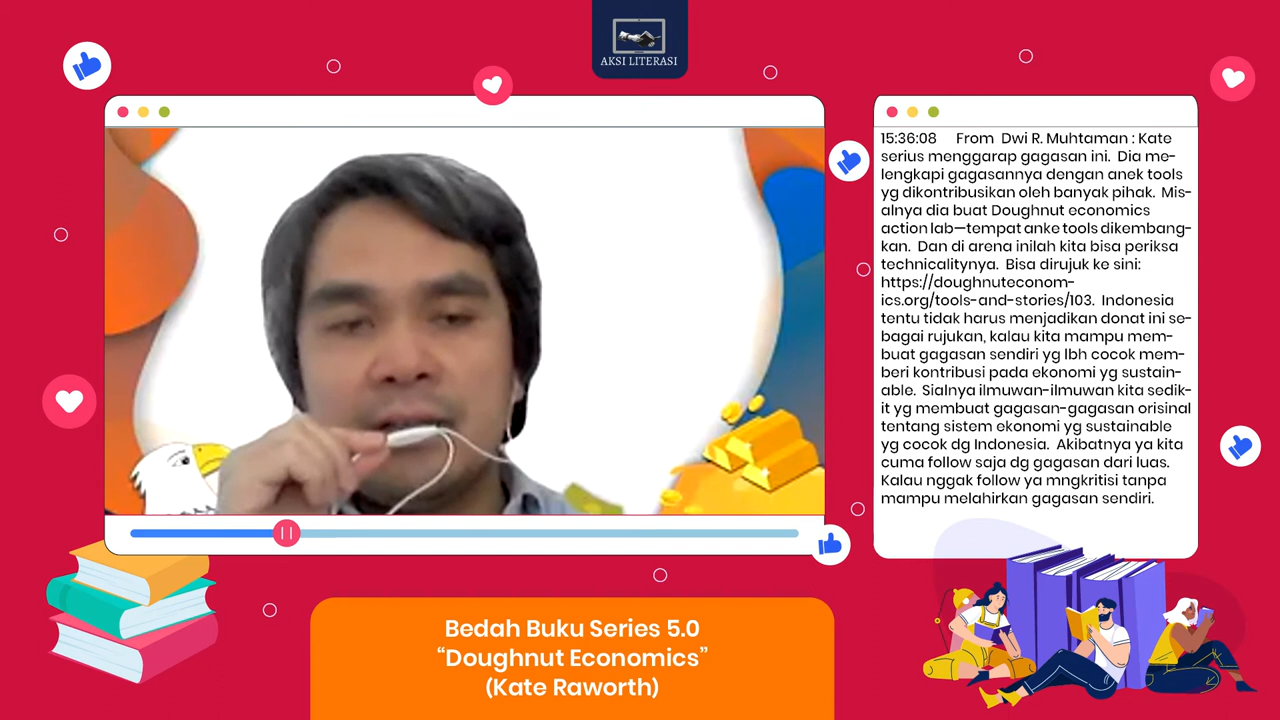 AKSI LITERASI
15:36:08 From Dwi R. Muhtaman : Kate
serius menggarap gagasan ini. Dia me-
lengkapi gagasannya dengan anek tools
yg dikontribusikan oleh banyak pihak. Mis-
alnya dia buat Doughnut economics
action lab—tempat anke tools dikembang-
kan. Dan di arena inilah kita bisa periksa
technicalitynya. Bisa dirujuk ke sini:
https://doughnuteconom-
ics.org/tools-and-stories/103. Indonesia
tentu tidak harus menjadikan donat ini se-
bagai rujukan, kalau kita mampu mem-
buat gagasan sendiri yg lbh cocok mem-
beri kontribusi pada ekonomi yg sustain-
able. Sialnya ilmuwan-ilmuwan kita sedik-
it yg membuat gagasan-gagasan orisinal
tentang sistem ekonomi yg sustainable
yg cocok dg Indonesia. Akibatnya ya kita
cuma follow saja dg gagasan dari luas.
Kalau nggak follow ya mngkritisi tanpa
mampu melahirkan gagasan sendiri.
Bedah Buku Series 5.0
“Doughnut Economics”
(Kate Raworth)